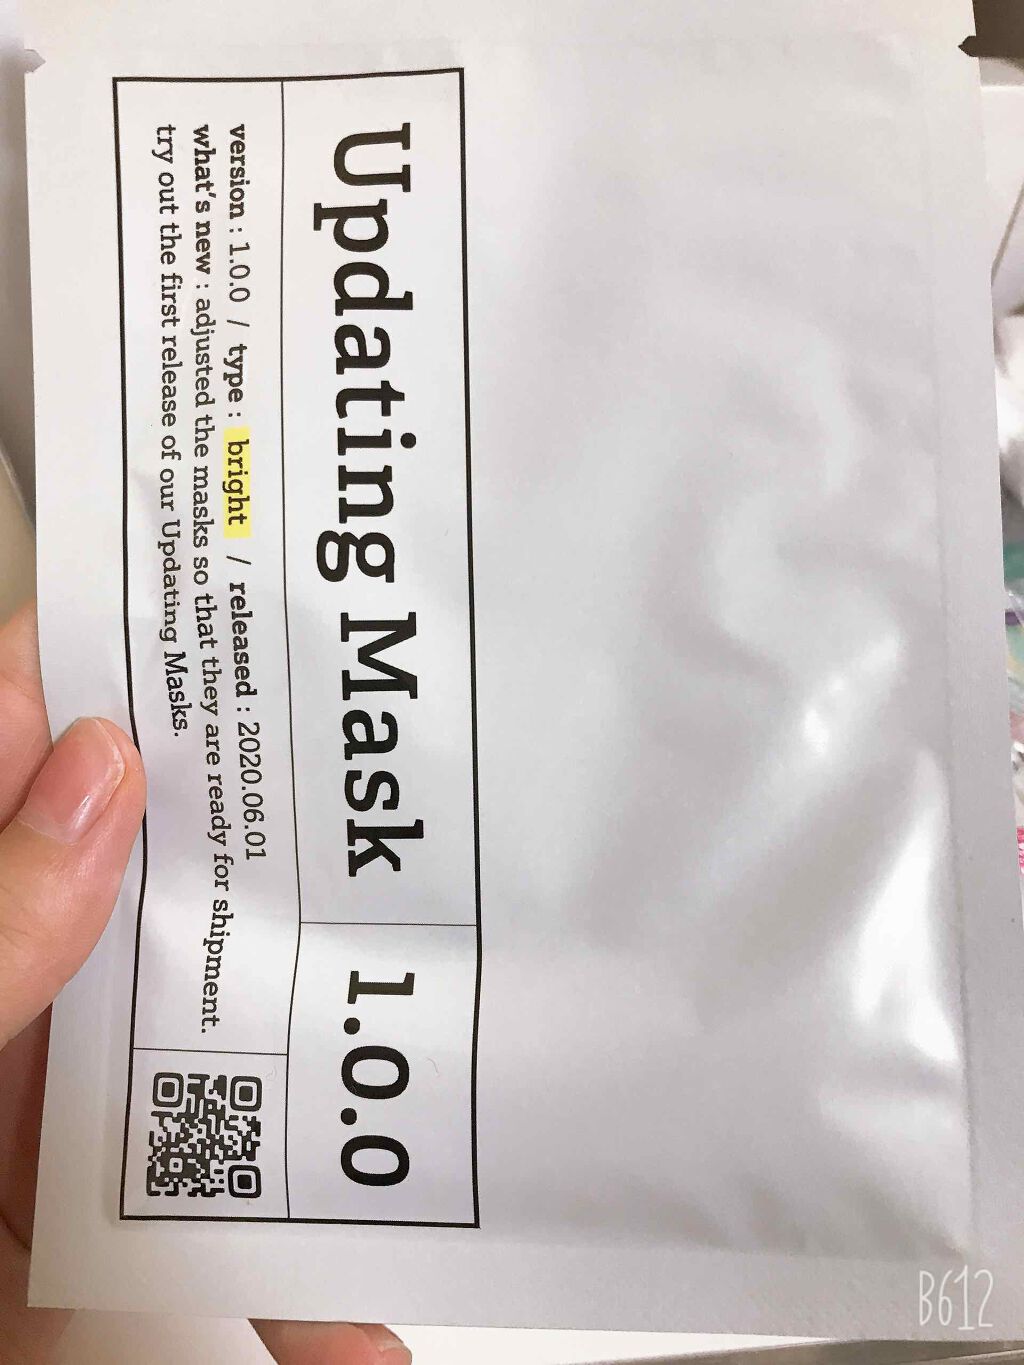 Updating Mask 1.0.0
version : 1.0.0 / type : bright / released : 2020.06.01
what's new : adjusted the masks so that they are ready for shipment.
try out the first release of our Updating Masks.
B612